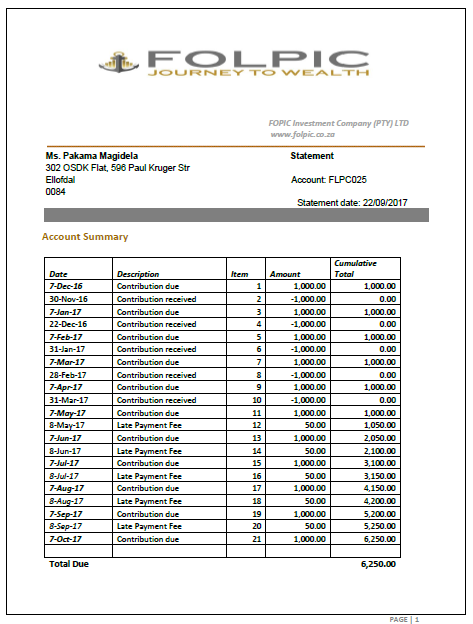 FOLPIC
JOURNEY TO WEALTH
FOPIC Investment Company (PTY) LTD
www.folpic.co.za
Ms. Pakama Magidela Statement
302 OSDK Flat, 596 Paul Kruger Str
Ellofdal Account: FLPC025
0084
Statement date: 22/09/2017
Account Summary
Date Description Item Amount Cumulative Total
7-Dec-16 Contribution due 1 1,000.00 1,000.00
30-Nov-16 Contribution received 2 -1,000.00 0.00
7-Jan-17 Contribution due 3 1,000.00 1,000.00
22-Dec-16 Contribution received 4 -1,000.00 0.00
7-Feb-17 Contribution due 5 1,000.00 1,000.00
31-Jan-17 Contribution received 6 -1,000.00 0.00
7-Mar-17 Contribution due 7 1,000.00 1,000.00
28-Feb-17 Contribution received 8 -1,000.00 0.00
7-Apr-17 Contribution due 9 1,000.00 1,000.00
31-Mar-17 Contribution received 10 -1,000.00 0.00
7-May-17 Contribution due 11 1,000.00 1,000.00
8-May-17 Late Payment Fee 12 50.00 1,050.00
7-Jun-17 Contribution due 13 1,000.00 2,050.00
8-Jun-17 Late Payment Fee 14 50.00 2,100.00
7-Jul-17 Contribution due 15 1,000.00 3,100.00
8-Jul-17 Late Payment Fee 16 50.00 3,150.00
7-Aug-17 Contribution due 17 1,000.00 4,150.00
8-Aug-17 Late Payment Fee 18 50.00 4,200.00
7-Sep-17 Contribution due 19 1,000.00 5,200.00
8-Sep-17 Late Payment Fee 20 50.00 5,250.00
7-Oct-17 Contribution due 21 1,000.00 6,250.00
Total Due 6,250.00
PAGE | 1